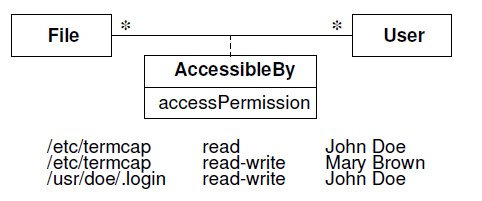 File * * User
AccessibleBy
accessPermission
/etc/termcap read John Doe
/etc/termcap read-write Mary Brown
/usr/doe/.login read-write John Doe